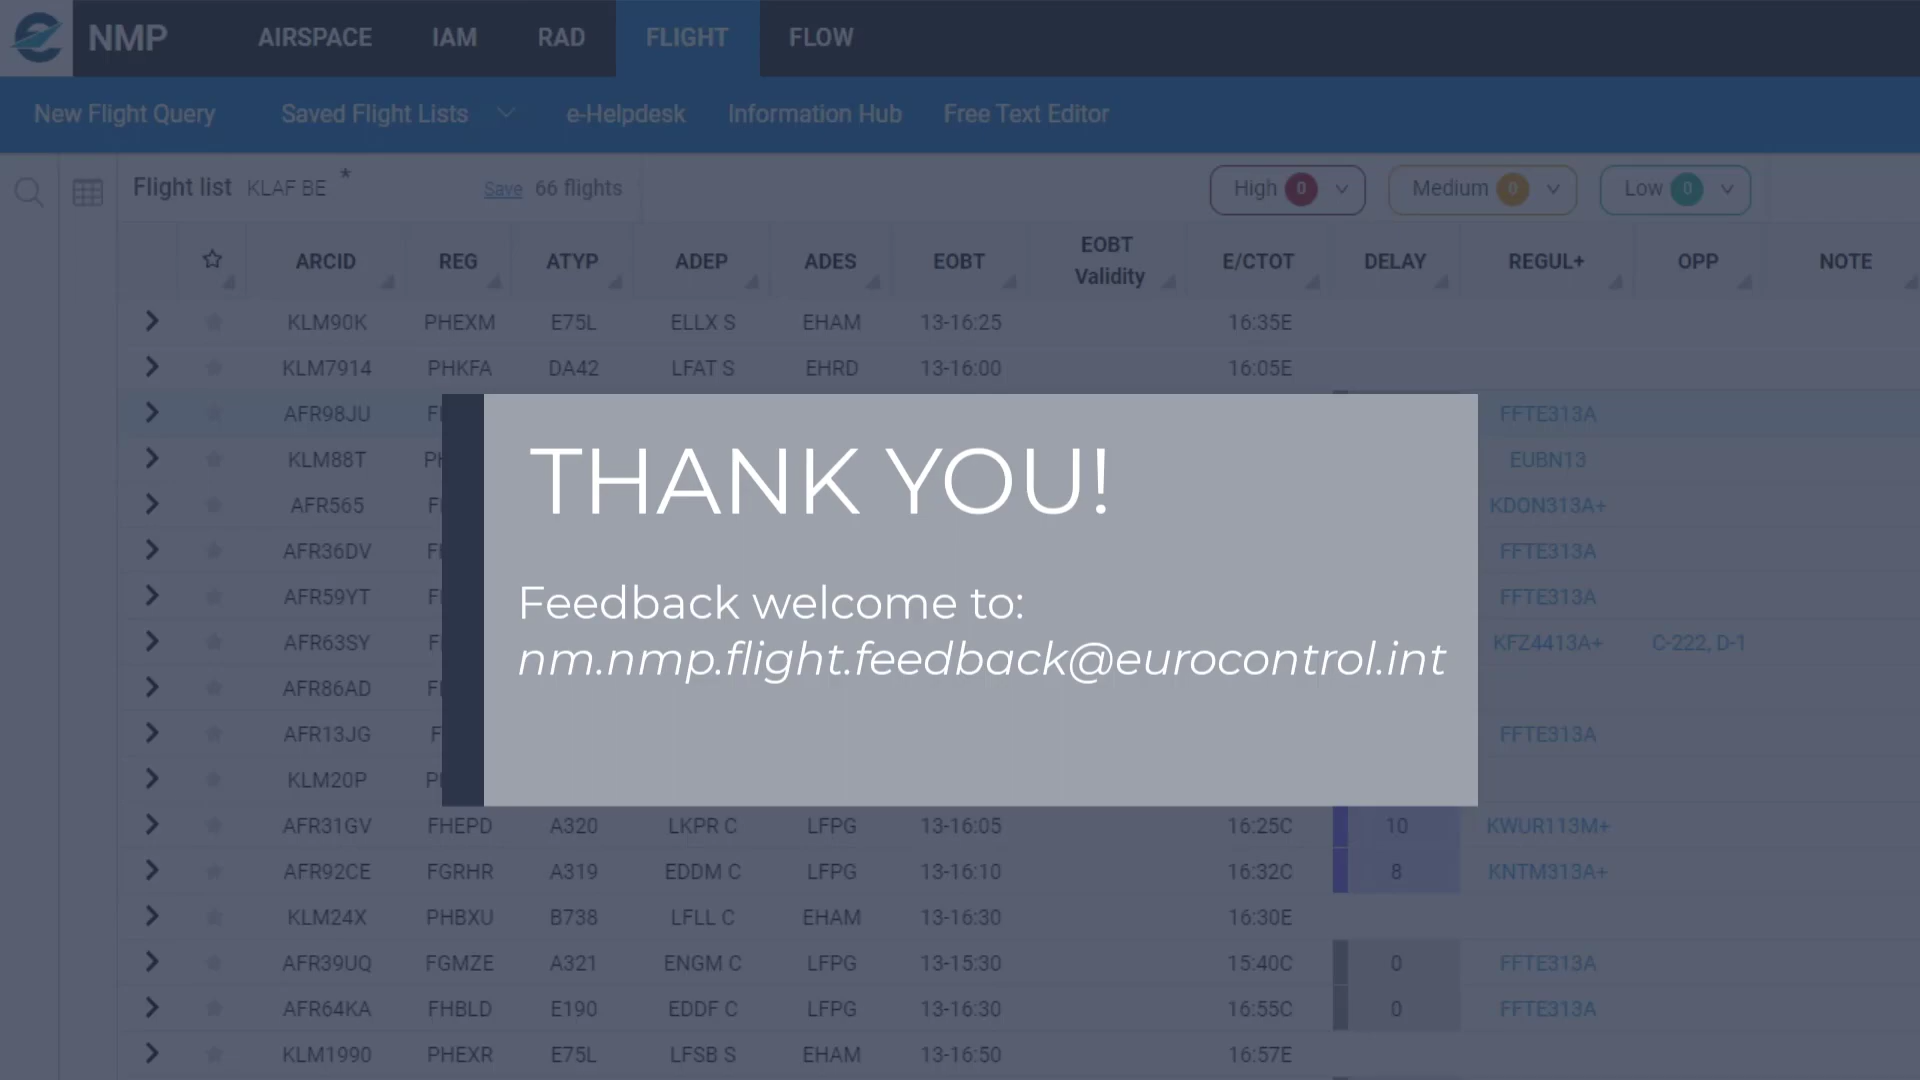 NMP AIRSPACE IAM RAD FLIGHT FLOW
New Flight Query Saved Flight Lists e-Helpdesk Information Hub Free Text Editor
Flight list KLAF BE * Save 66 flights High 0 Medium 0 Low 0
ARCID REG ATYP ADEP ADES EOBT EOBT Validity E/CTOT DELAY REGUL+ OPP NOTE
KLM90K PHEXM E75L ELLX S EHAM 13-16:25 16:35E
KLM7914 PHKFA DA42 LFAT S EHRD 13-16:00 16:05E
AFR98JU FFTE313A
KLM88T EUBN13
AFR565 KDON313A+
AFR36DV FFTE313A
AFR59YT FFTE313A
AFR63SY KFZ4413A+ C-222, D-1
AFR86AD
AFR13JG FFTE313A
KLM20P
THANK YOU!
Feedback welcome to:
nm.nmp.flight.feedback@eurocontrol.int
AFR31GV FHEPD A320 LKPR C LFPG 13-16:05 16:25C 10 KWUR113M+
AFR92CE FGRHR A319 EDDM C LFPG 13-16:10 16:32C 8 KNTM313A+
KLM24X PHBXU B738 LFLL C EHAM 13-16:30 16:30E
AFR39UQ FGMZE A321 ENGM C LFPG 13-15:30 15:40C 0 FFTE313A
AFR64KA FHBLD E190 EDDF C LFPG 13-16:30 16:55C 0 FFTE313A
KLM1990 PHEXR E75L LFSB S EHAM 13-16:50 16:57E